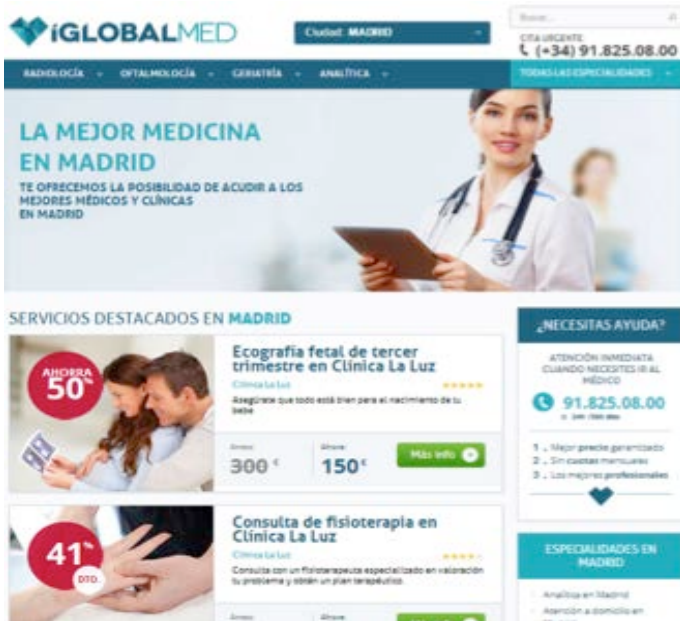 iGLOBALMED
Ciudad: MADRID
Buscar...
CITA URGENTE
(+34) 91.825.08.00
RADIOLOGÍA
OFTALMOLOGÍA
GERIATRÍA
ANALÍTICA
TODAS LAS ESPECIALIDADES
LA MEJOR MEDICINA
EN MADRID
TE OFRECEMOS LA POSIBILIDAD DE ACUDIR A LOS
MEJORES MÉDICOS Y CLÍNICAS
EN MADRID
SERVICIOS DESTACADOS EN MADRID
AHORRA
50%
Ecografía fetal de tercer
trimestre en Clínica La Luz
Clínica La Luz
Asegúrate que todo está bien para el nacimiento de tu
bebé
Antes:
300 €
Ahora:
150€
Más info
41%
DTO.
Consulta de fisioterapia en
Clínica La Luz
Clínica La Luz
Consulta con un fisioterapeuta especializado en valoración
tu problema y obtén un plan terapéutico.
Antes:
Ahora:
¿NECESITAS AYUDA?
ATENCIÓN INMEDIATA
CUANDO NECESITES IR AL
MÉDICO
91.825.08.00
1 . Mejor precio garantizado
2 . Sin cuotas mensuales
3 . Los mejores profesionales
ESPECIALIDADES EN
MADRID
Analítica en Madrid
Atención a domicilio en